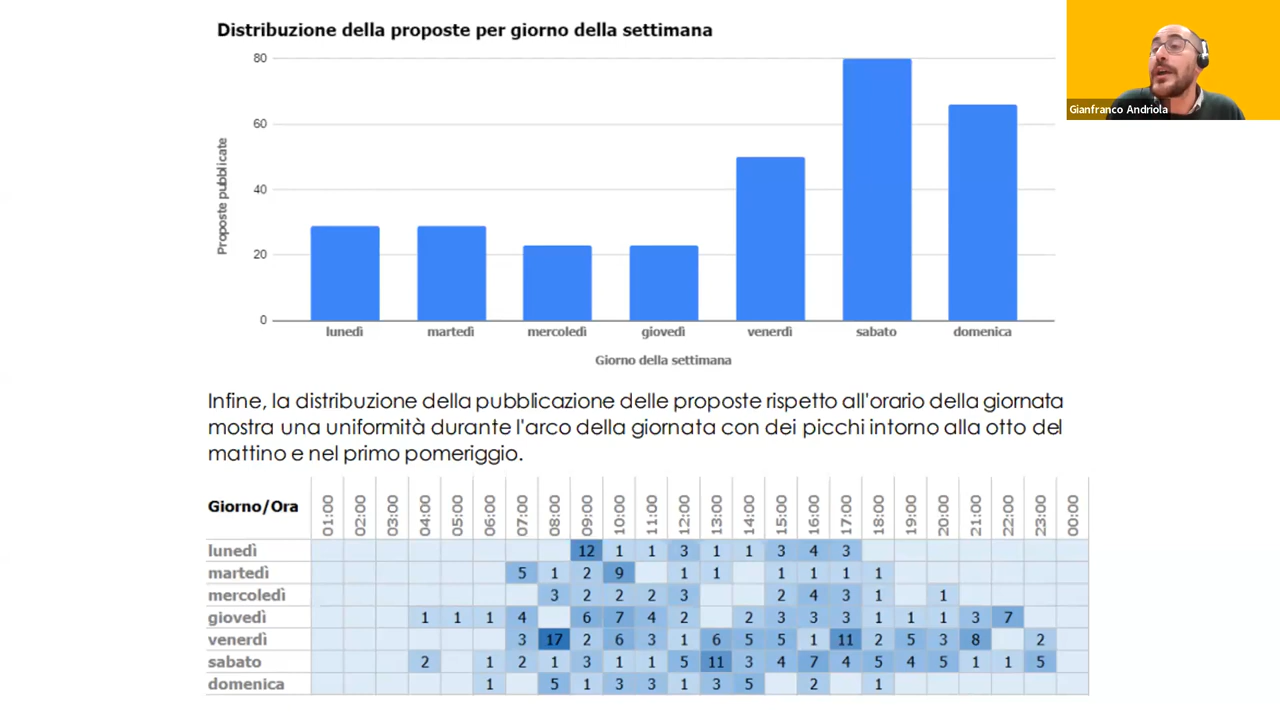 Distribuzione della proposte per giorno della settimana
Gianfranco Andriola
Proposte pubblicate
80
60
40
20
0
lunedì martedì mercoledì giovedì venerdì sabato domenica
Giorno della settimana
Infine, la distribuzione della pubblicazione delle proposte rispetto all'orario della giornata
mostra una uniformità durante l'arco della giornata con dei picchi intorno alla otto del
mattino e nel primo pomeriggio.
Giorno/Ora 01:00 02:00 03:00 04:00 05:00 06:00 07:00 08:00 09:00 10:00 11:00 12:00 13:00 14:00 15:00 16:00 17:00 18:00 19:00 20:00 21:00 22:00 23:00 00:00
lunedì 12 1 1 3 1 1 3 4 3
martedì 5 1 2 9 1 1 1 1 1 1
mercoledì 3 2 2 2 3 2 4 3 1 1
giovedì 1 1 1 4 6 7 4 2 2 3 3 3 1 1 1 3 7
venerdì 3 17 2 6 3 1 6 5 5 1 11 2 5 3 8 2
sabato 2 1 2 1 3 1 1 5 11 3 4 7 4 5 4 5 1 1 5
domenica 1 5 1 3 3 1 3 5 2 1